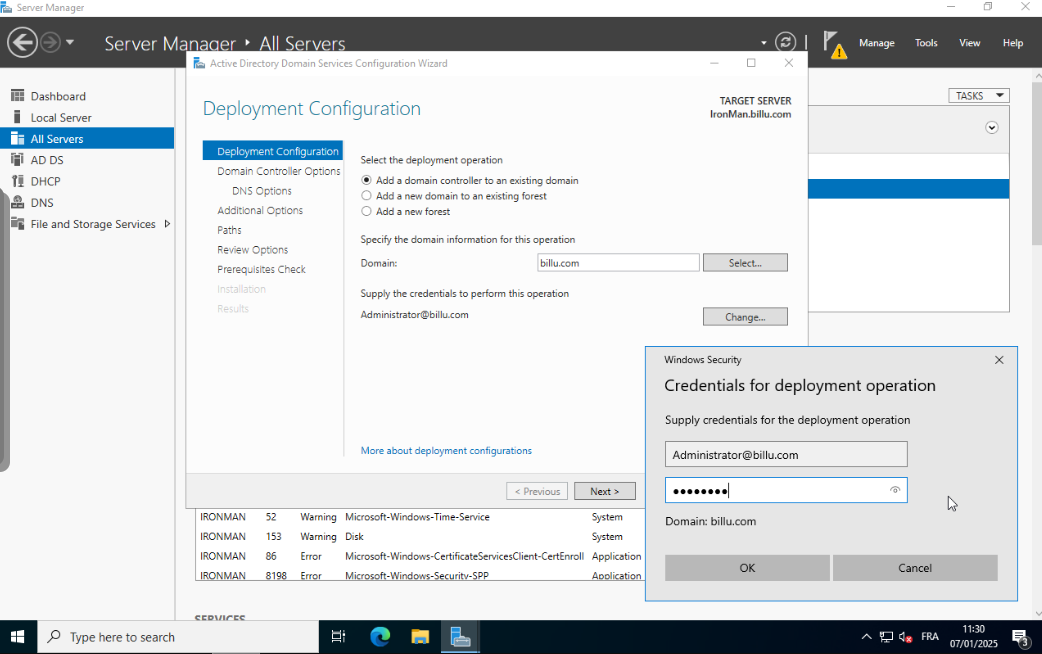 Server Manager
Server Manager • All Servers
Manage Tools View Help
Dashboard
Local Server
All Servers
AD DS
DHCP
DNS
File and Storage Services
TASKS
Active Directory Domain Services Configuration Wizard
Deployment Configuration
TARGET SERVER
IronMan.billu.com
Deployment Configuration
Domain Controller Options
DNS Options
Additional Options
Paths
Review Options
Prerequisites Check
Installation
Results
Select the deployment operation
Add a domain controller to an existing domain
Add a new domain to an existing forest
Add a new forest
Specify the domain information for this operation
Domain: billu.com Select...
Supply the credentials to perform this operation
Administrator@billu.com Change...
More about deployment configurations
< Previous Next >
Windows Security
Credentials for deployment operation
Supply credentials for the deployment operation
Administrator@billu.com
●●●●●●●●
Domain: billu.com
OK Cancel
IRONMAN 52 Warning Microsoft-Windows-Time-Service System
IRONMAN 153 Warning Disk System
IRONMAN 86 Error Microsoft-Windows-CertificateServicesClient-CertEnroll Application
IRONMAN 8198 Error Microsoft-Windows-Security-SPP Application
SERVICES
Type here to search
FRA
11:30
07/01/2025
3